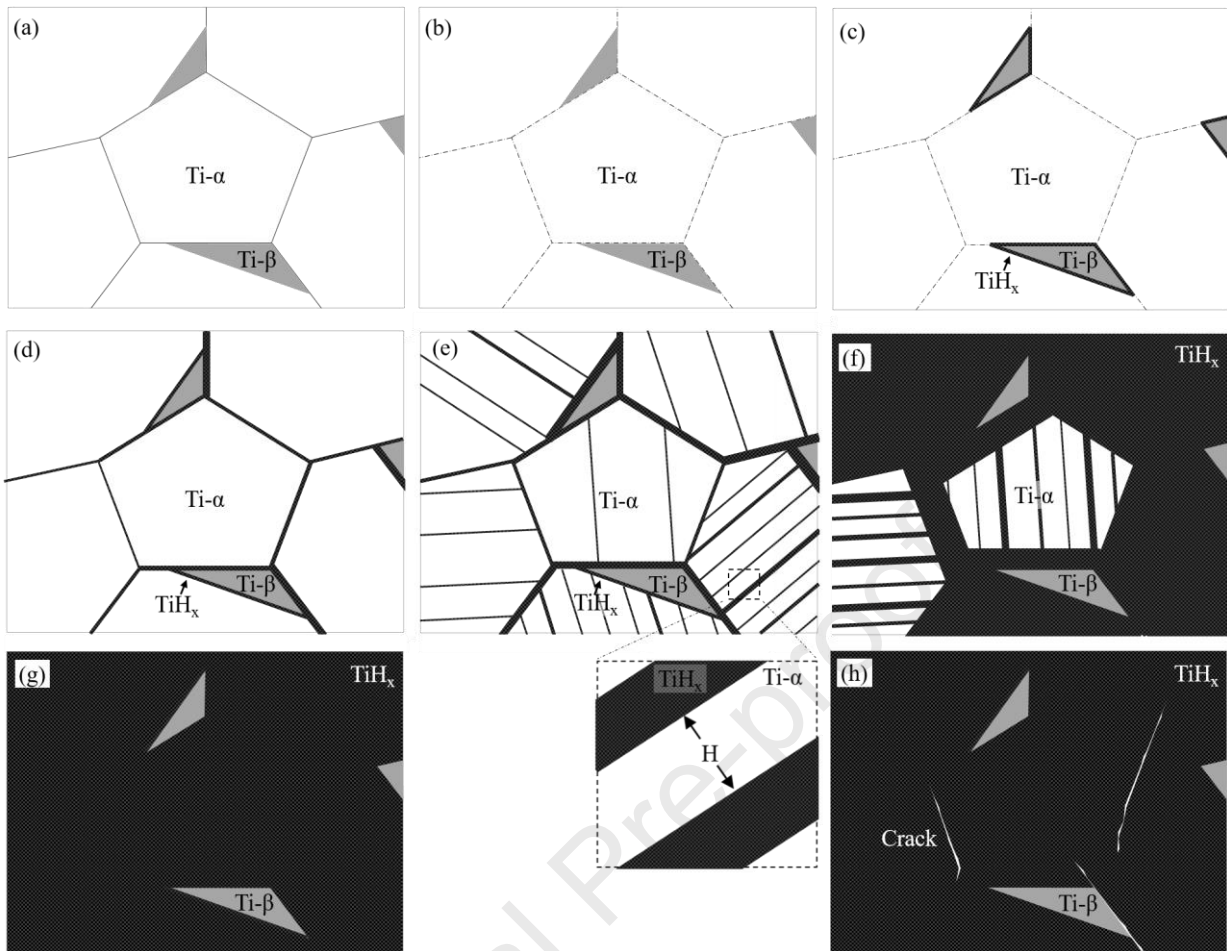 (a)
Ti-α
Ti-β
(b)
Ti-α
Ti-β
(c)
Ti-α
Ti-β
TiHₓ
(d)
Ti-α
Ti-β
TiHₓ
(e)
Ti-α
Ti-β
TiHₓ
TiHₓ
Ti-α
H
(f)
TiHₓ
Ti-α
Ti-β
(g)
TiHₓ
Ti-β
(h)
TiHₓ
Crack
Ti-β